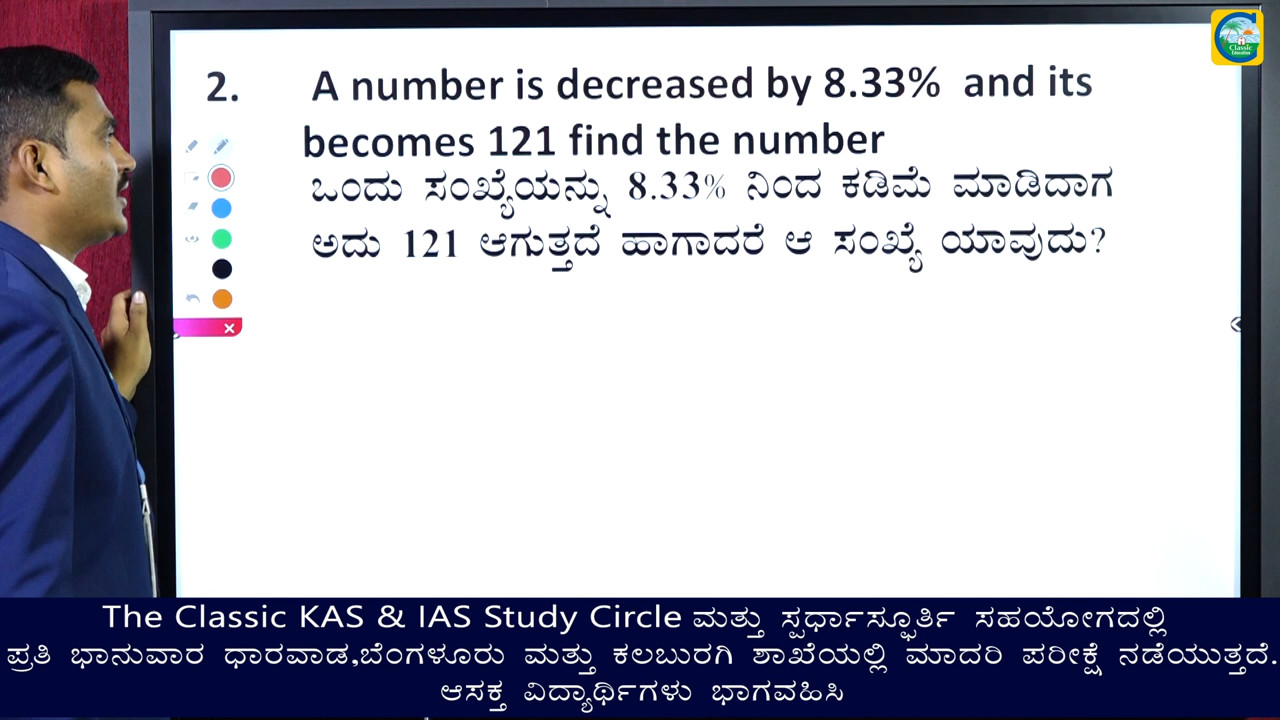 Classic
Education
2. A number is decreased by 8.33% and its
becomes 121 find the number
ಒಂದು ಸಂಖ್ಯೆಯನ್ನು 8.33% ನಿಂದ ಕಡಿಮೆ ಮಾಡಿದಾಗ
ಅದು 121 ಆಗುತ್ತದೆ ಹಾಗಾದರೆ ಆ ಸಂಖ್ಯೆ ಯಾವುದು?
The Classic KAS & IAS Study Circle ಮತ್ತು ಸ್ಪರ್ಧಾಸ್ಫೂರ್ತಿ ಸಹಯೋಗದಲ್ಲಿ
ಪ್ರತಿ ಭಾನುವಾರ ಧಾರವಾಡ,ಬೆಂಗಳೂರು ಮತ್ತು ಕಲಬುರಗಿ ಶಾಖೆಯಲ್ಲಿ ಮಾದರಿ ಪರೀಕ್ಷೆ ನಡೆಯುತ್ತದೆ.
ಆಸಕ್ತ ವಿದ್ಯಾರ್ಥಿಗಳು ಭಾಗವಹಿಸಿ